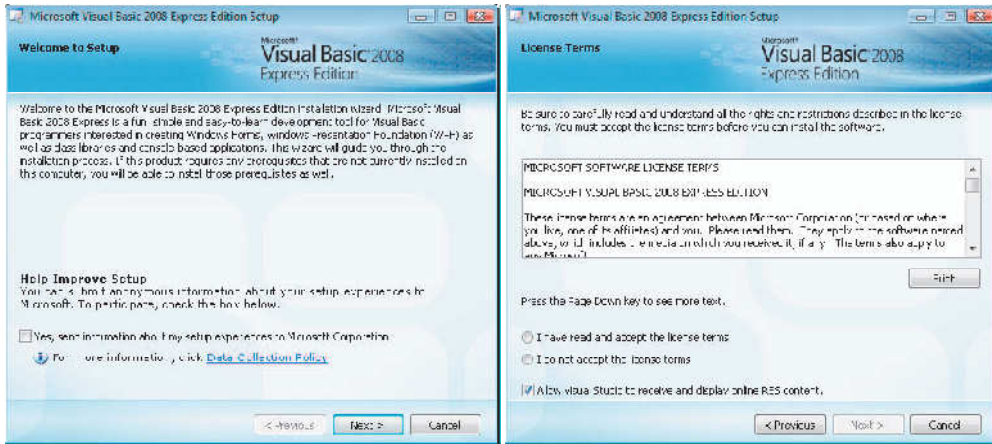 Microsoft Visual Basic 2008 Express Edition Setup
Welcome to Setup
Microsoft
Visual Basic 2008
Express Edition
Welcome to the Microsoft Visual Basic 2008 Express Edition installation wizard. Microsoft Visual
Basic 2008 Express is a fun, simple and easy-to-learn development tool for Visual Basic
programmers interested in creating Windows Forms, Windows Presentation Foundation (WPF) as
well as class libraries and console-based applications. This wizard will guide you through the
installation process. If this product requires any prerequisites that are not currently installed on
this computer, you will be able to install those prerequisites as well.
Help Improve Setup
You can submit anonymous information about your setup experiences to
Microsoft. To participate, check the box below.
Yes, send information about my setup experiences to Microsoft Corporation
For more information, click Data Collection Policy
< Previous
Next >
Cancel
Microsoft Visual Basic 2008 Express Edition Setup
License Terms
Microsoft
Visual Basic 2008
Express Edition
Be sure to carefully read and understand all the rights and restrictions described in the license
terms. You must accept the license terms before you can install the software.
MICROSOFT SOFTWARE LICENSE TERMS
MICROSOFT VISUAL BASIC 2008 EXPRESS EDITION
These license terms are an agreement between Microsoft Corporation (or based on where
you live, one of its affiliates) and you. Please read them. They apply to the software named
above, which includes the media on which you received it, if any. The terms also apply to
any Microsoft
Print
Press the Page Down key to see more text.
I have read and accept the license terms
I do not accept the license terms
Allow Visual Studio to receive and display online RSS content.
< Previous
Next >
Cancel